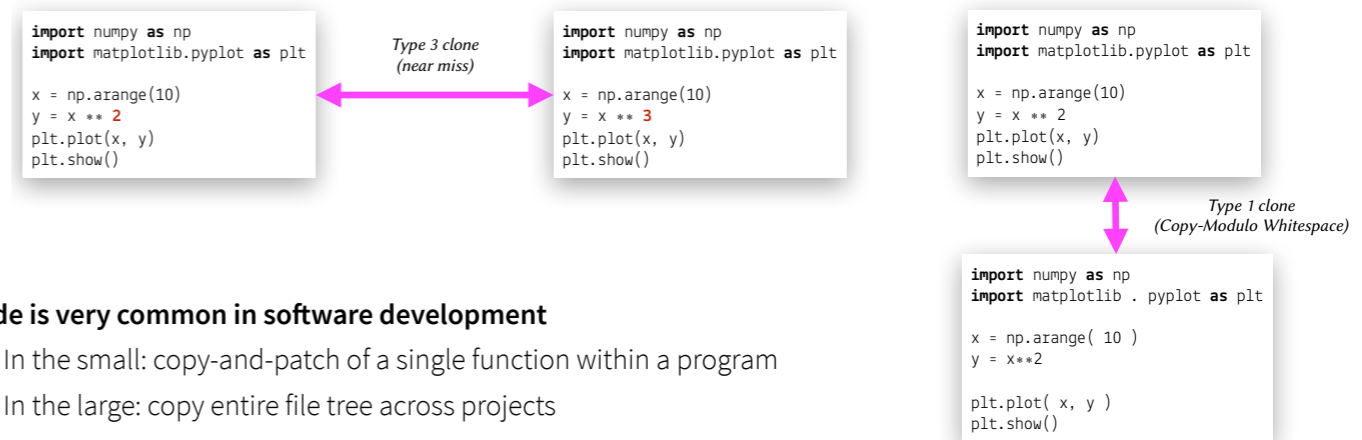 import numpy as np
import matplotlib.pyplot as plt
x = np.arange(10)
y = x ** 2
plt.plot(x, y)
plt.show()
Type 3 clone
(near miss)
import numpy as np
import matplotlib.pyplot as plt
x = np.arange(10)
y = x ** 3
plt.plot(x, y)
plt.show()
import numpy as np
import matplotlib.pyplot as plt
x = np.arange(10)
y = x ** 2
plt.plot(x, y)
plt.show()
Type 1 clone
(Copy-Modulo Whitespace)
import numpy as np
import matplotlib . pyplot as plt
x = np.arange( 10 )
y = x**2
plt.plot( x, y )
plt.show()
de is very common in software development
In the small: copy-and-patch of a single function within a program
In the large: copy entire file tree across projects